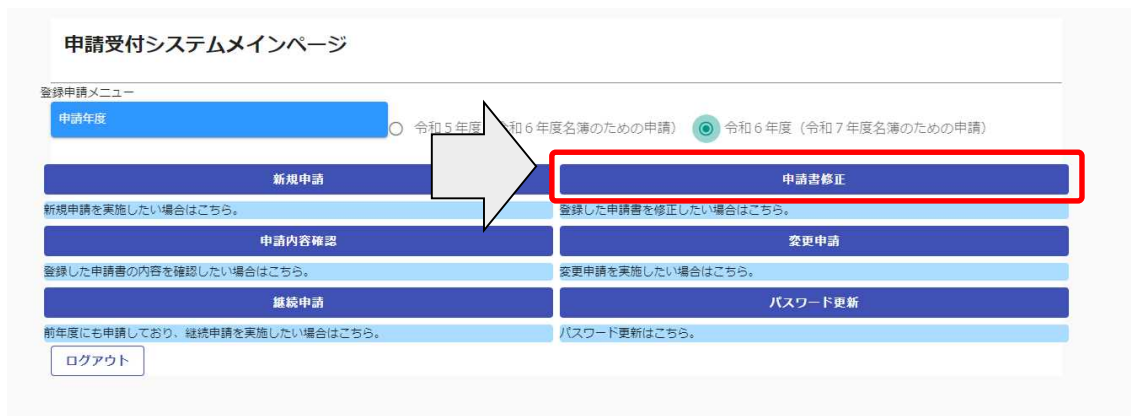 申請受付システムメインページ
登録申請メニュー
申請年度
令和5年度 令和6年度名簿のための申請） 令和6年度（令和7年度名簿のための申請）
新規申請 申請書修正
新規申請を実施したい場合はこちら。 登録した申請書を修正したい場合はこちら。
申請内容確認 変更申請
登録した申請書の内容を確認したい場合はこちら。 変更申請を実施したい場合はこちら。
継続申請 パスワード更新
前年度にも申請しており、継続申請を実施したい場合はこちら。 パスワード更新はこちら。
ログアウト